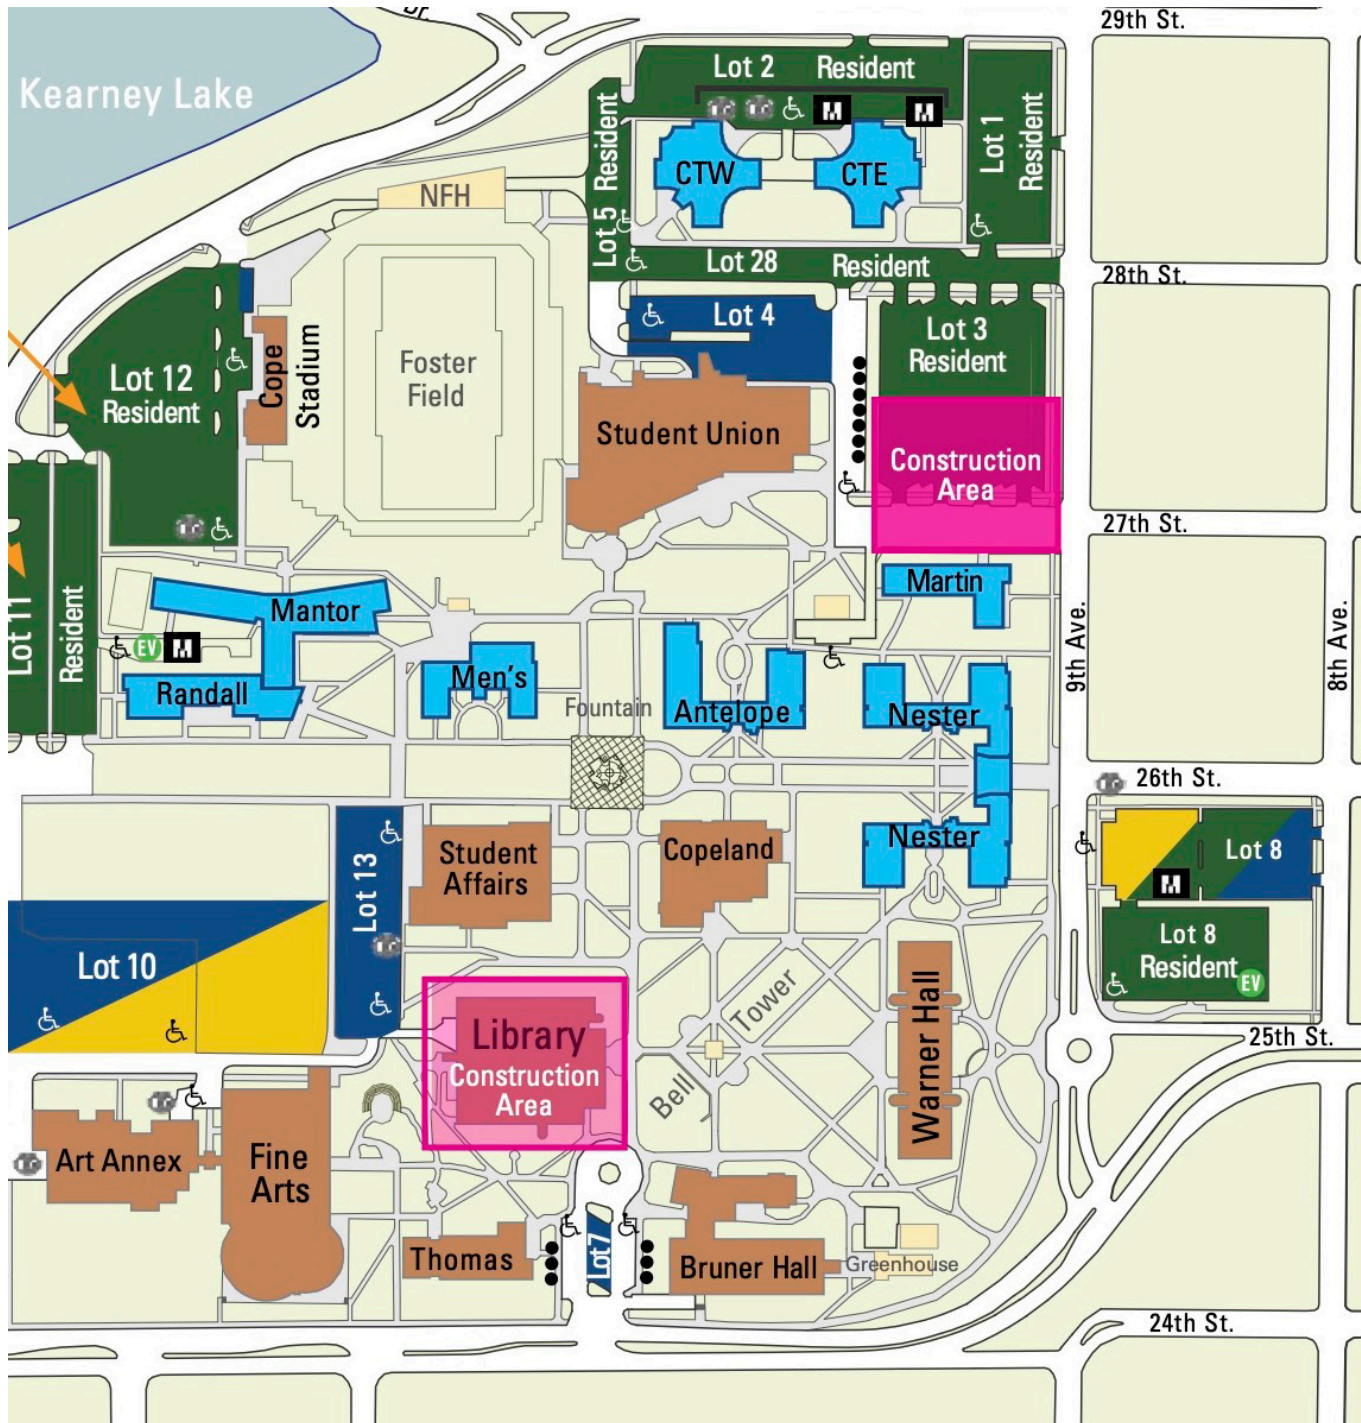 Dr.
29th St.
Kearney Lake
Lot 2 Resident
Lot 1
Resident
Lot 5 Resident
CTW
CTE
NFH
Lot 28 Resident
28th St.
Lot 4
Lot 3
Resident
Cope
Stadium
Foster
Field
Lot 12
Resident
Student Union
Construction
Area
27th St.
Martin
Mantor
Lot 11
Resident
EV
Randall
Men's
Fountain
Antelope
Nester
9th Ave.
8th Ave.
26th St.
Nester
Copeland
Student
Affairs
Lot 13
Lot 8
Lot 8
Resident
EV
Lot 10
Tower
Bell
Warner Hall
Library
Construction
Area
25th St.
Art Annex
Fine
Arts
Thomas
Lot 7
Bruner Hall
Greenhouse
24th St.